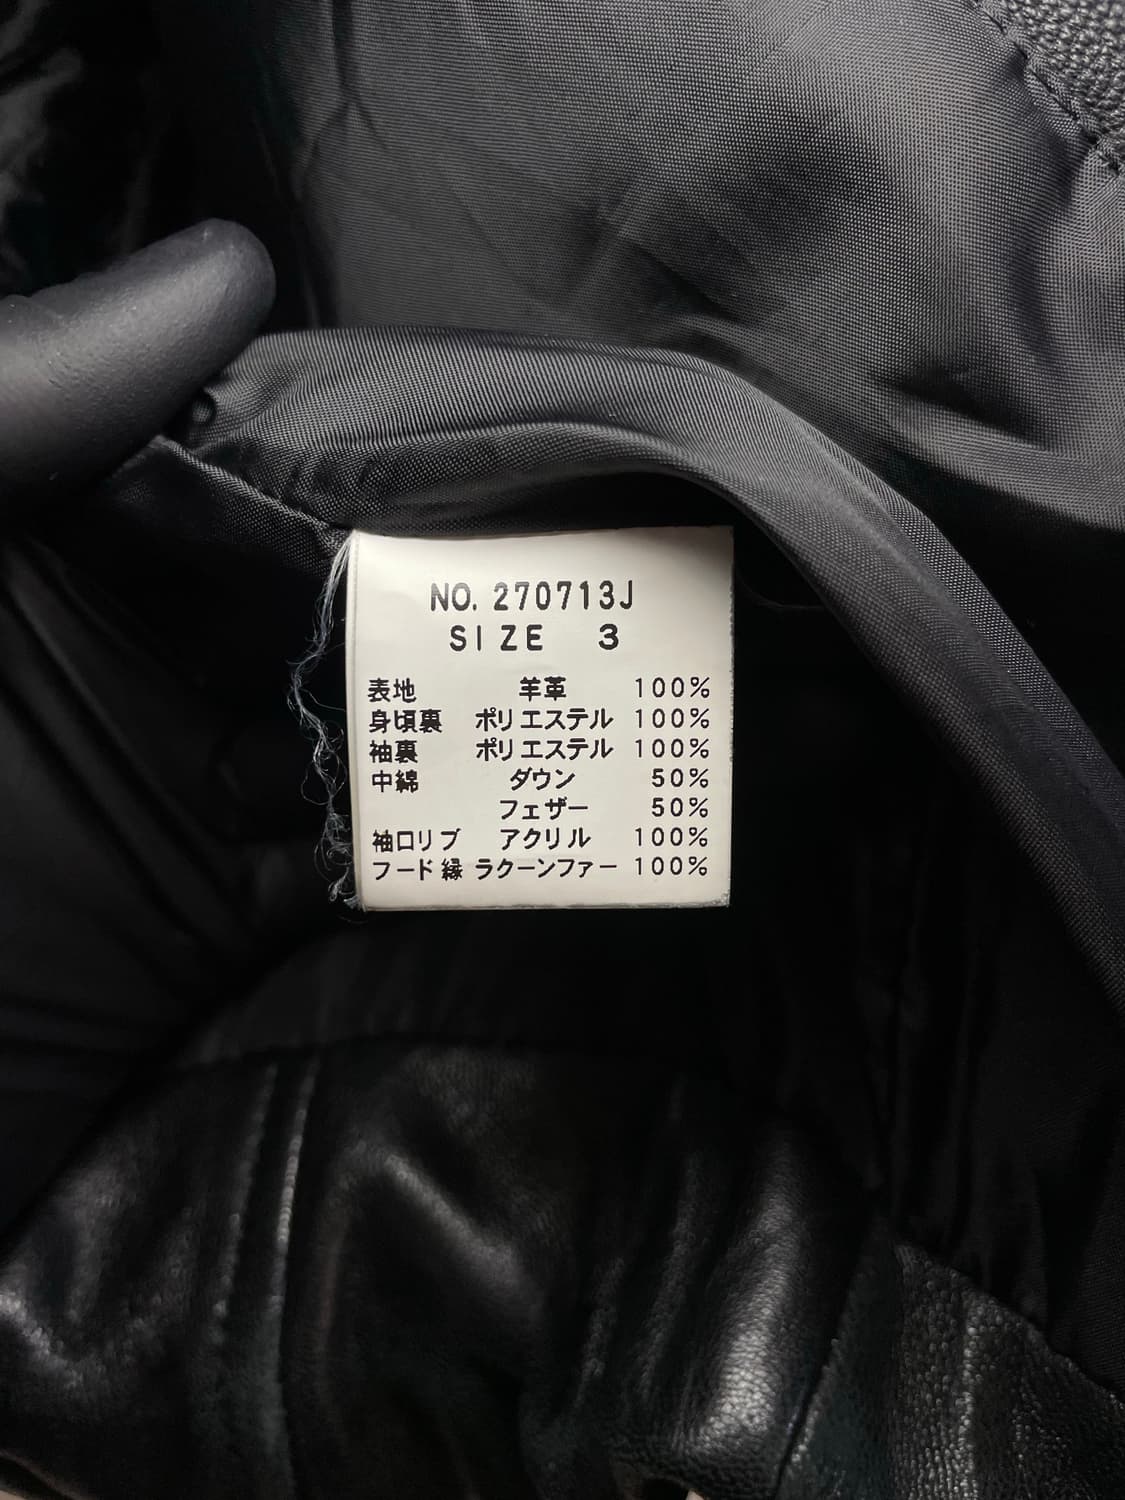 NO. 270713J
SIZE 3
表地 羊革 100%
身頃裏 ポリエステル 100%
袖裏 ポリエステル 100%
中綿 ダウン 50%
フェザー 50%
袖口リブ アクリル 100%
フード縁 ラクーンファー 100%